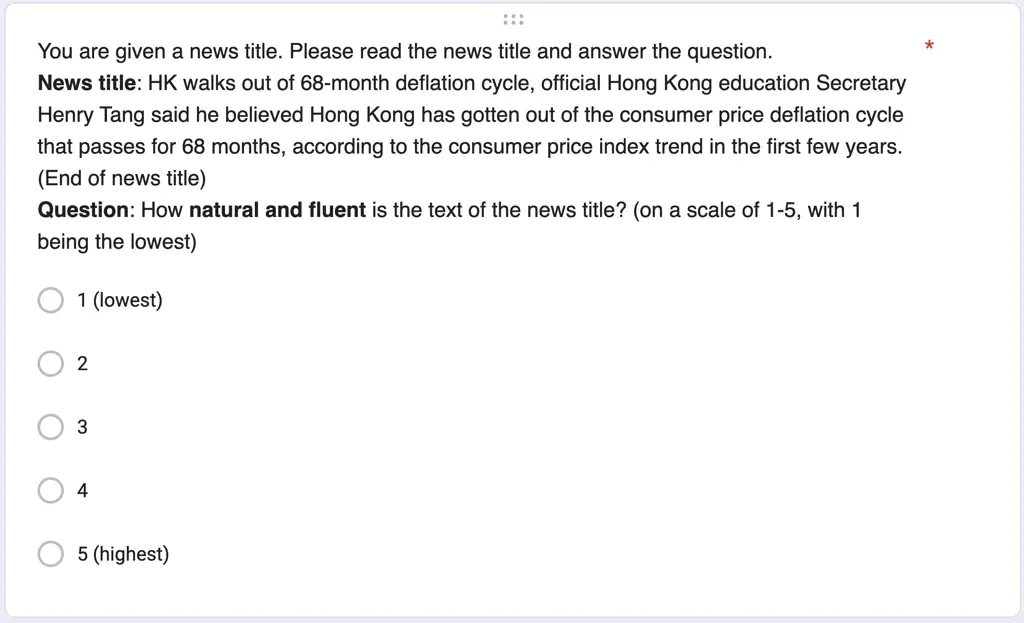 You are given a news title. Please read the news title and answer the question. *
News title: HK walks out of 68-month deflation cycle, official Hong Kong education Secretary
Henry Tang said he believed Hong Kong has gotten out of the consumer price deflation cycle
that passes for 68 months, according to the consumer price index trend in the first few years.
(End of news title)
Question: How natural and fluent is the text of the news title? (on a scale of 1-5, with 1
being the lowest)
1 (lowest)
2
3
4
5 (highest)